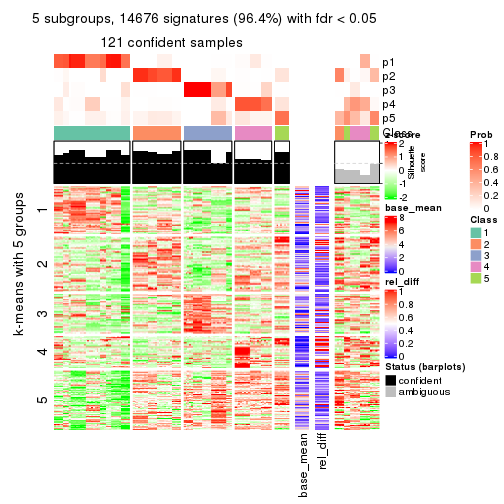 5 subgroups, 14676 signatures (96.4%) with fdr < 0.05
121 confident samples
p1
p2
p3
p4
p5
Class
k-means with 5 groups
1
2
3
4
5
base_mean
rel_diff
z-score
2
1
0
-1
-2
Silhouette
score
base_mean
8
6
4
2
0
rel_diff
1
0.8
0.6
0.4
0.2
0
Status (barplots)
confident
ambiguous
Prob
1
0.8
0.6
0.4
0.2
0
Class
1
2
3
4
5